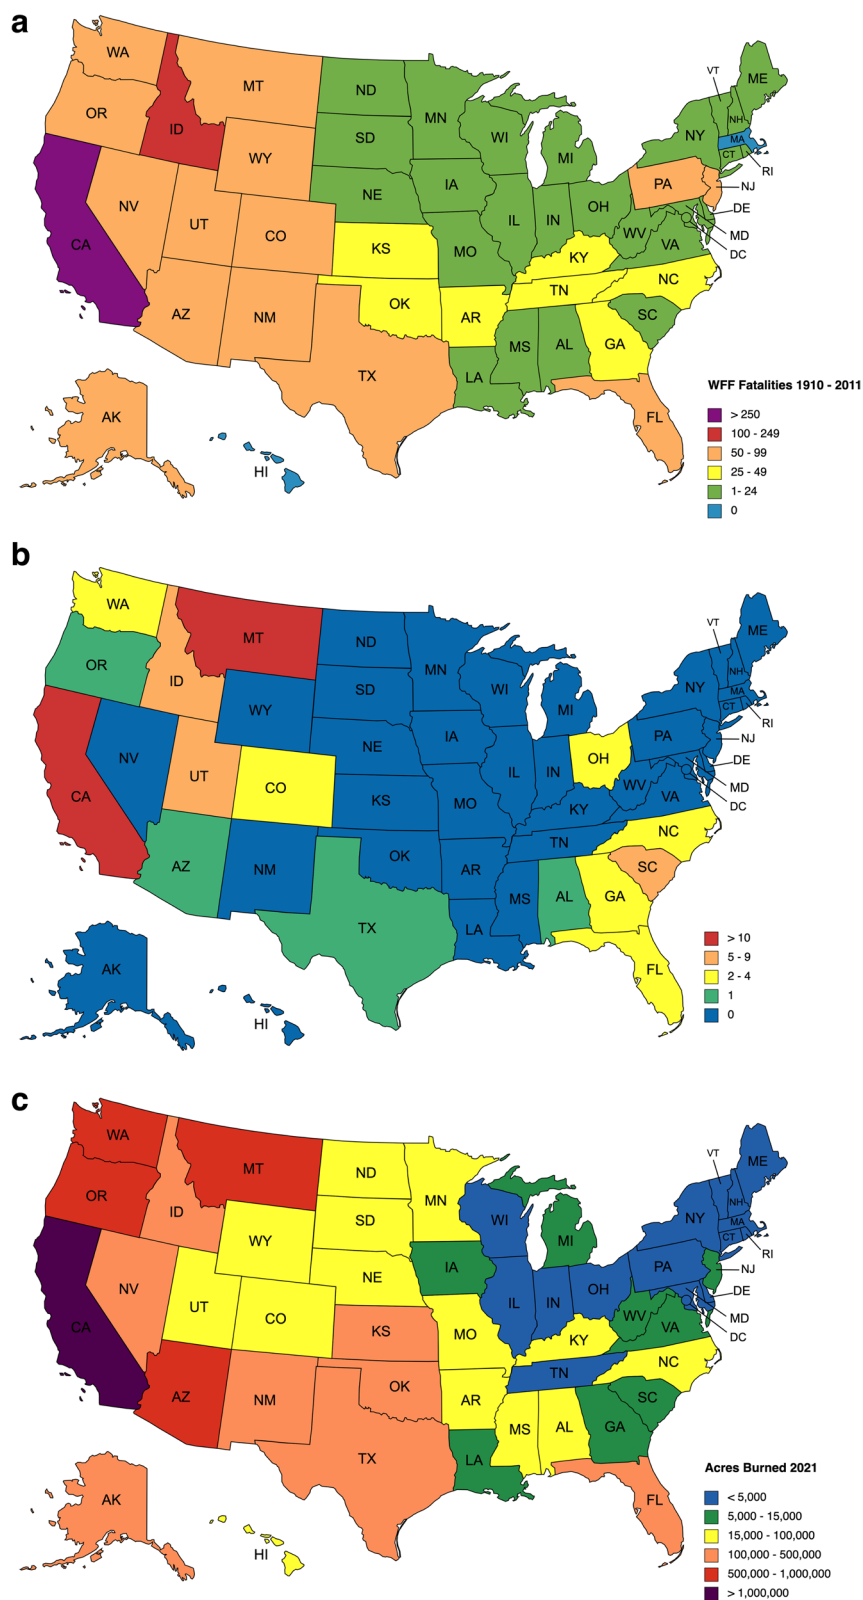 a
WA
MT
ND
MN
OR
ID
WY
SD
WI
MI
NY
VT
NH
ME
MA
CT
RI
NV
UT
CO
NE
IA
IL
IN
OH
PA
NJ
DE
MD
DC
CA
KS
MO
KY
WV
VA
AZ
NM
OK
AR
TN
NC
SC
TX
LA
MS
AL
GA
FL
AK
HI
WFF Fatalities 1910 - 2011
> 250
100 - 249
50 - 99
25 - 49
1- 24
0
b
WA
MT
ND
MN
OR
ID
WY
SD
WI
MI
NY
VT
NH
ME
MA
CT
RI
NV
UT
CO
NE
IA
IL
IN
OH
PA
NJ
DE
MD
DC
CA
KS
MO
KY
WV
VA
AZ
NM
OK
AR
TN
NC
SC
TX
LA
MS
AL
GA
FL
AK
HI
> 10
5 - 9
2 - 4
1
0
c
WA
MT
ND
MN
OR
ID
WY
SD
WI
MI
NY
VT
NH
ME
MA
CT
RI
NV
UT
CO
NE
IA
IL
IN
OH
PA
NJ
DE
MD
DC
CA
KS
MO
KY
WV
VA
AZ
NM
OK
AR
TN
NC
SC
TX
LA
MS
AL
GA
FL
AK
HI
Acres Burned 2021
< 5,000
5,000 - 15,000
15,000 - 100,000
100,000 - 500,000
500,000 - 1,000,000
> 1,000,000